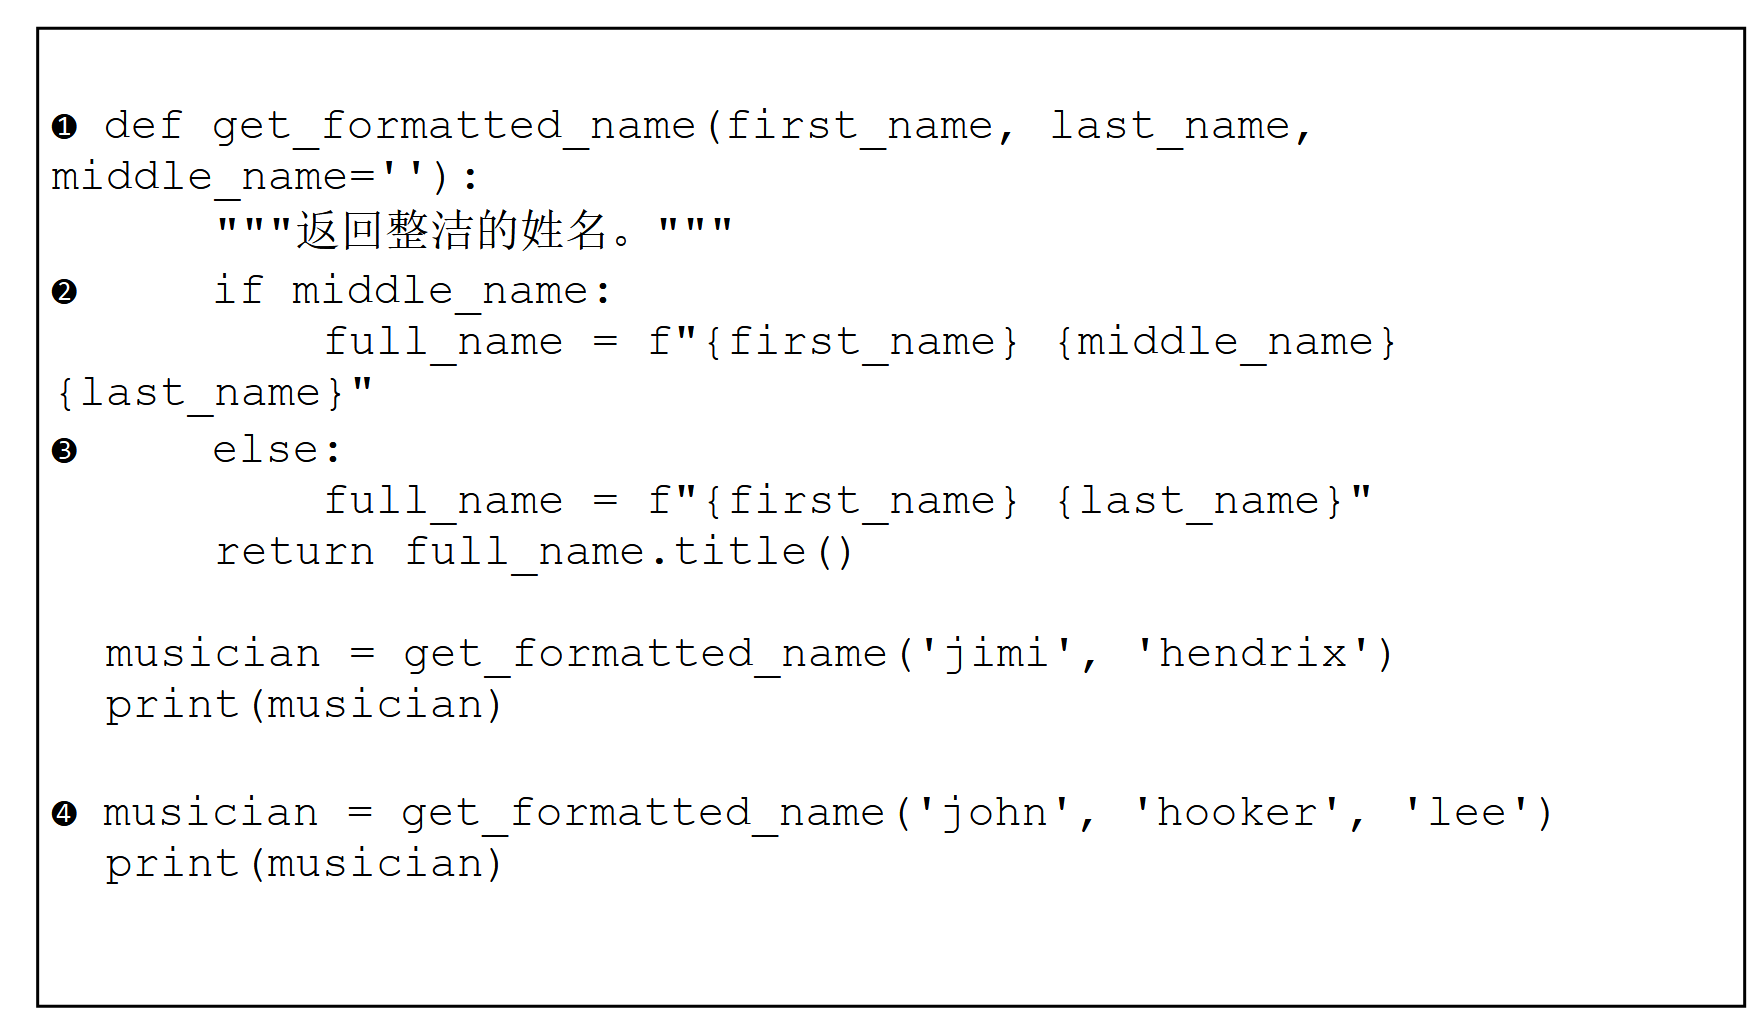 ❶ def get_formatted_name(first_name, last_name,
middle_name=''):
      """返回整洁的姓名。"""
❷     if middle_name:
          full_name = f"{first_name} {middle_name}
{last_name}"
❸     else:
          full_name = f"{first_name} {last_name}"
      return full_name.title()
  musician = get_formatted_name('jimi', 'hendrix')
  print(musician)
❹ musician = get_formatted_name('john', 'hooker', 'lee')
  print(musician)